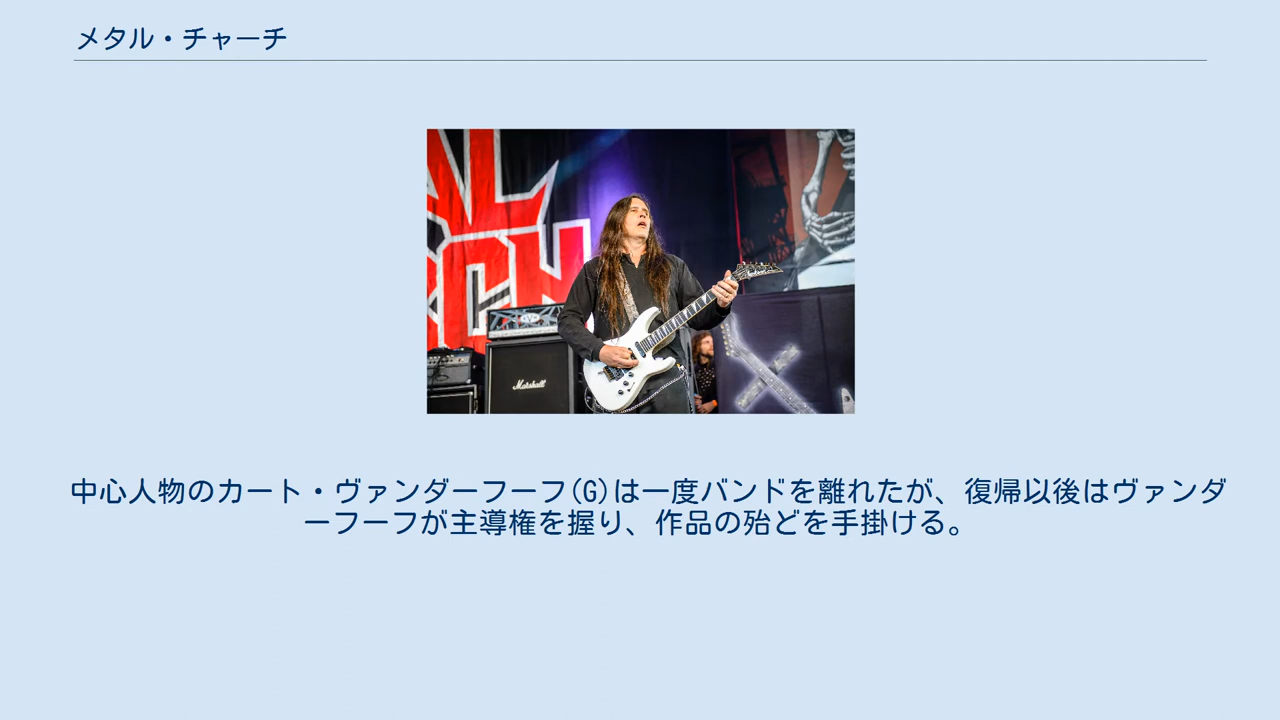 メタル・チャーチ
AL
RCH
Marshall
中心人物のカート・ヴァンダーフーフ(G)は一度バンドを離れたが、復帰以後はヴァンダ
ーフーフが主導権を握り、作品の殆どを手掛ける。